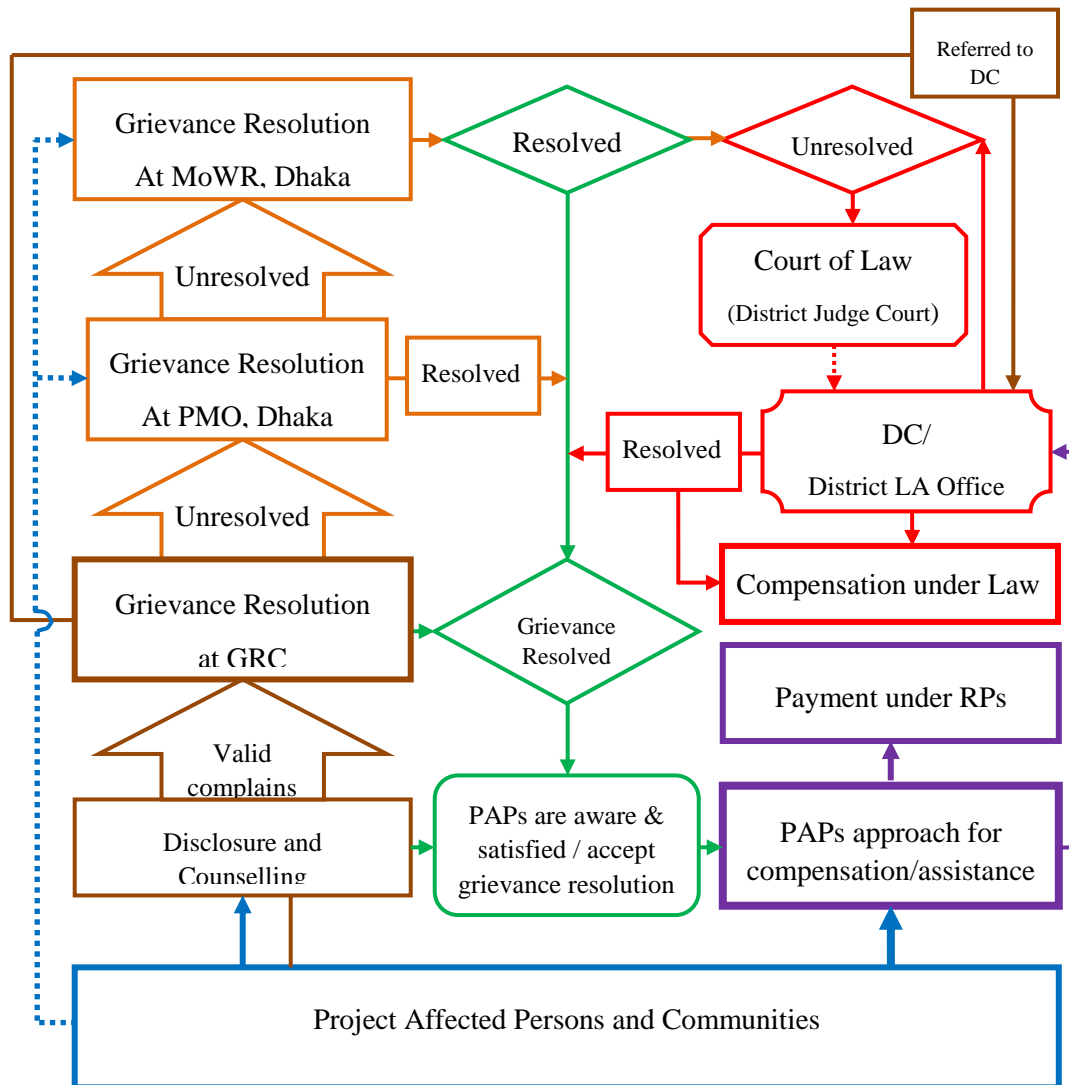 Referred to
DC
Grievance Resolution
At MoWR, Dhaka
Resolved
Unresolved
Unresolved
Court of Law
(District Judge Court)
Grievance Resolution
At PMO, Dhaka
Resolved
Resolved
DC/
District LA Office
Unresolved
Compensation under Law
Grievance Resolution
at GRC
Grievance
Resolved
Payment under RPs
Valid
complains
Disclosure and
Counselling
PAPs are aware &
satisfied / accept
grievance resolution
PAPs approach for
compensation/assistance
Project Affected Persons and Communities